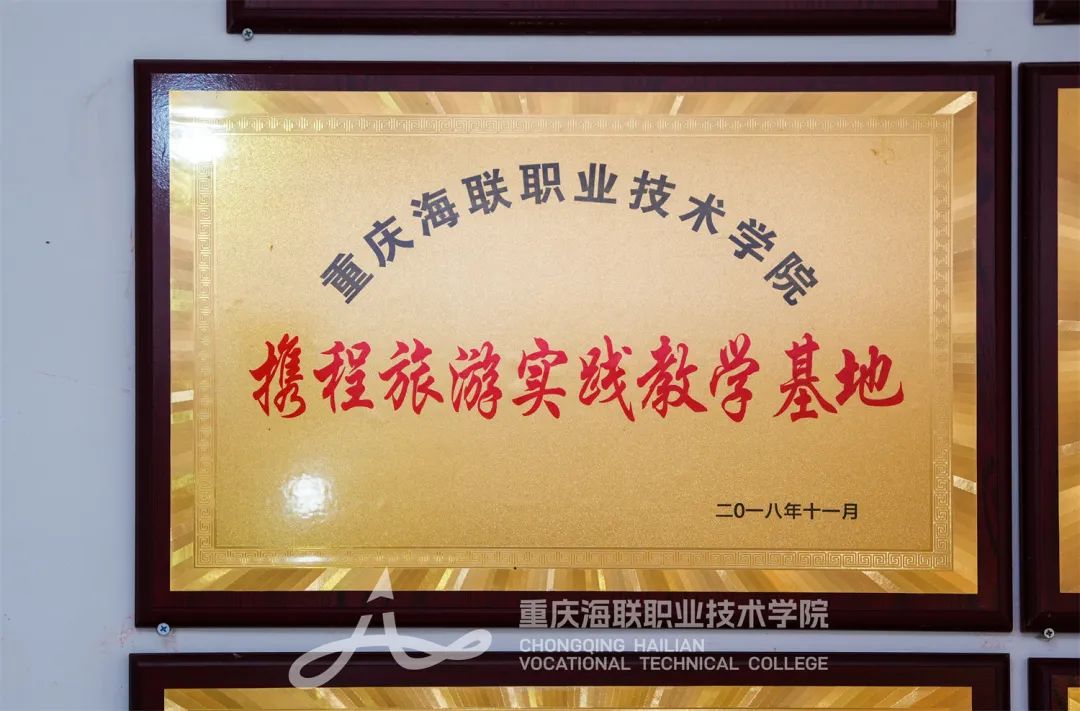 重庆海联职业技术学院
携程旅游实践教学基地
二0一八年十一月
重庆海联职业技术学院
CHONGQING HAILIAN
VOCATIONAL TECHNICAL COLLEGE